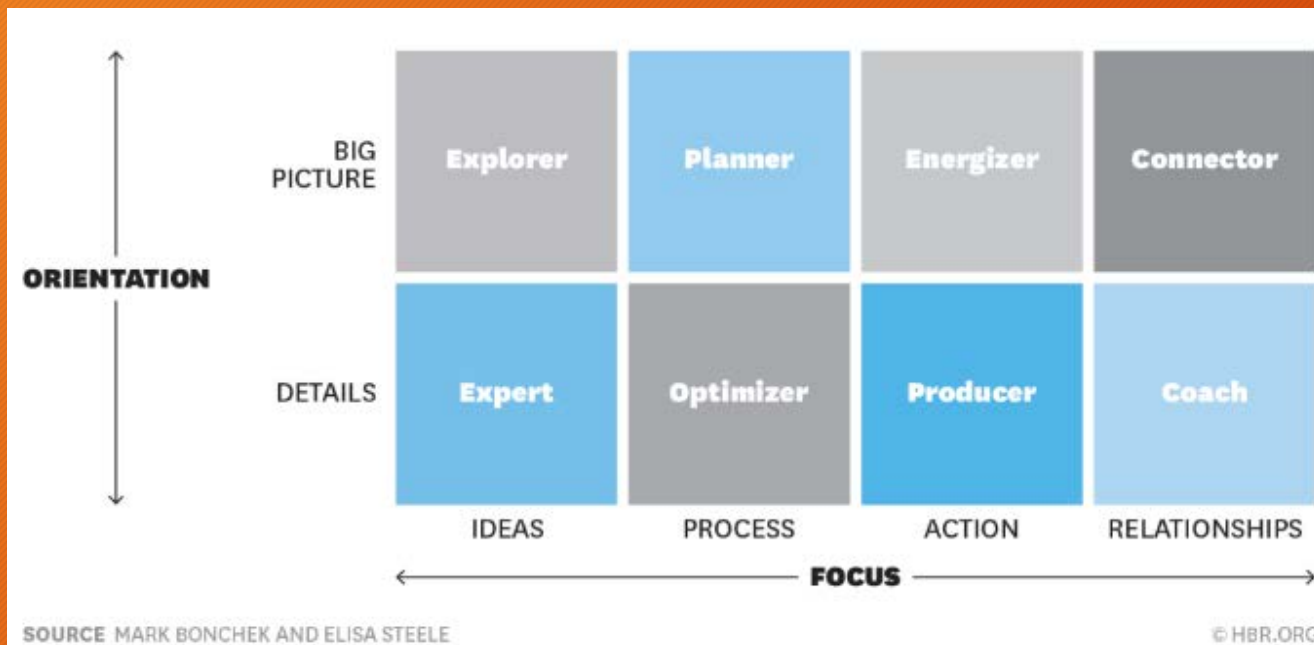 BIG
PICTURE
Explorer
Planner
Energizer
Connector
ORIENTATION
DETAILS
Expert
Optimizer
Producer
Coach
IDEAS
PROCESS
ACTION
RELATIONSHIPS
FOCUS
SOURCE MARK BONCHEK AND ELISA STEELE
© HBR.ORG